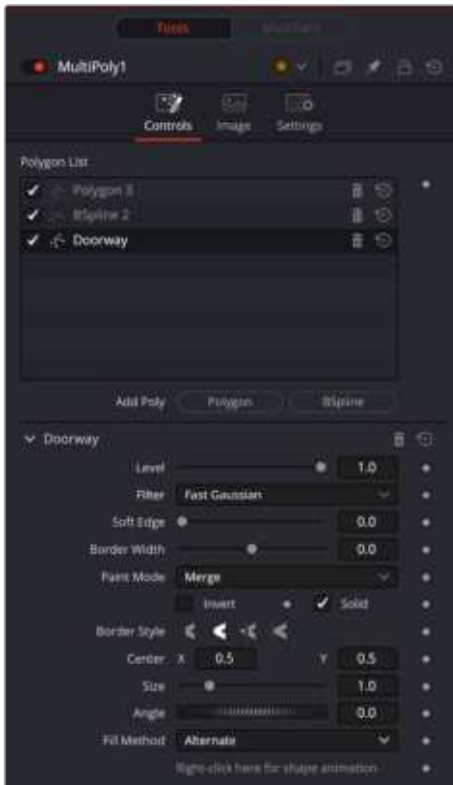 Tools Modifiers
MultiPoly1
Controls Image Settings
Polygon List
Polygon 3
BSpline 2
Doorway
Add Poly Polygon BSpline
Doorway
Level 1.0
Filter Fast Gaussian
Soft Edge 0.0
Border Width 0.0
Paint Mode Merge
Invert Solid
Border Style
Center X 0.5 Y 0.5
Size 1.0
Angle 0.0
Fill Method Alternate
Right-click here for shape animation